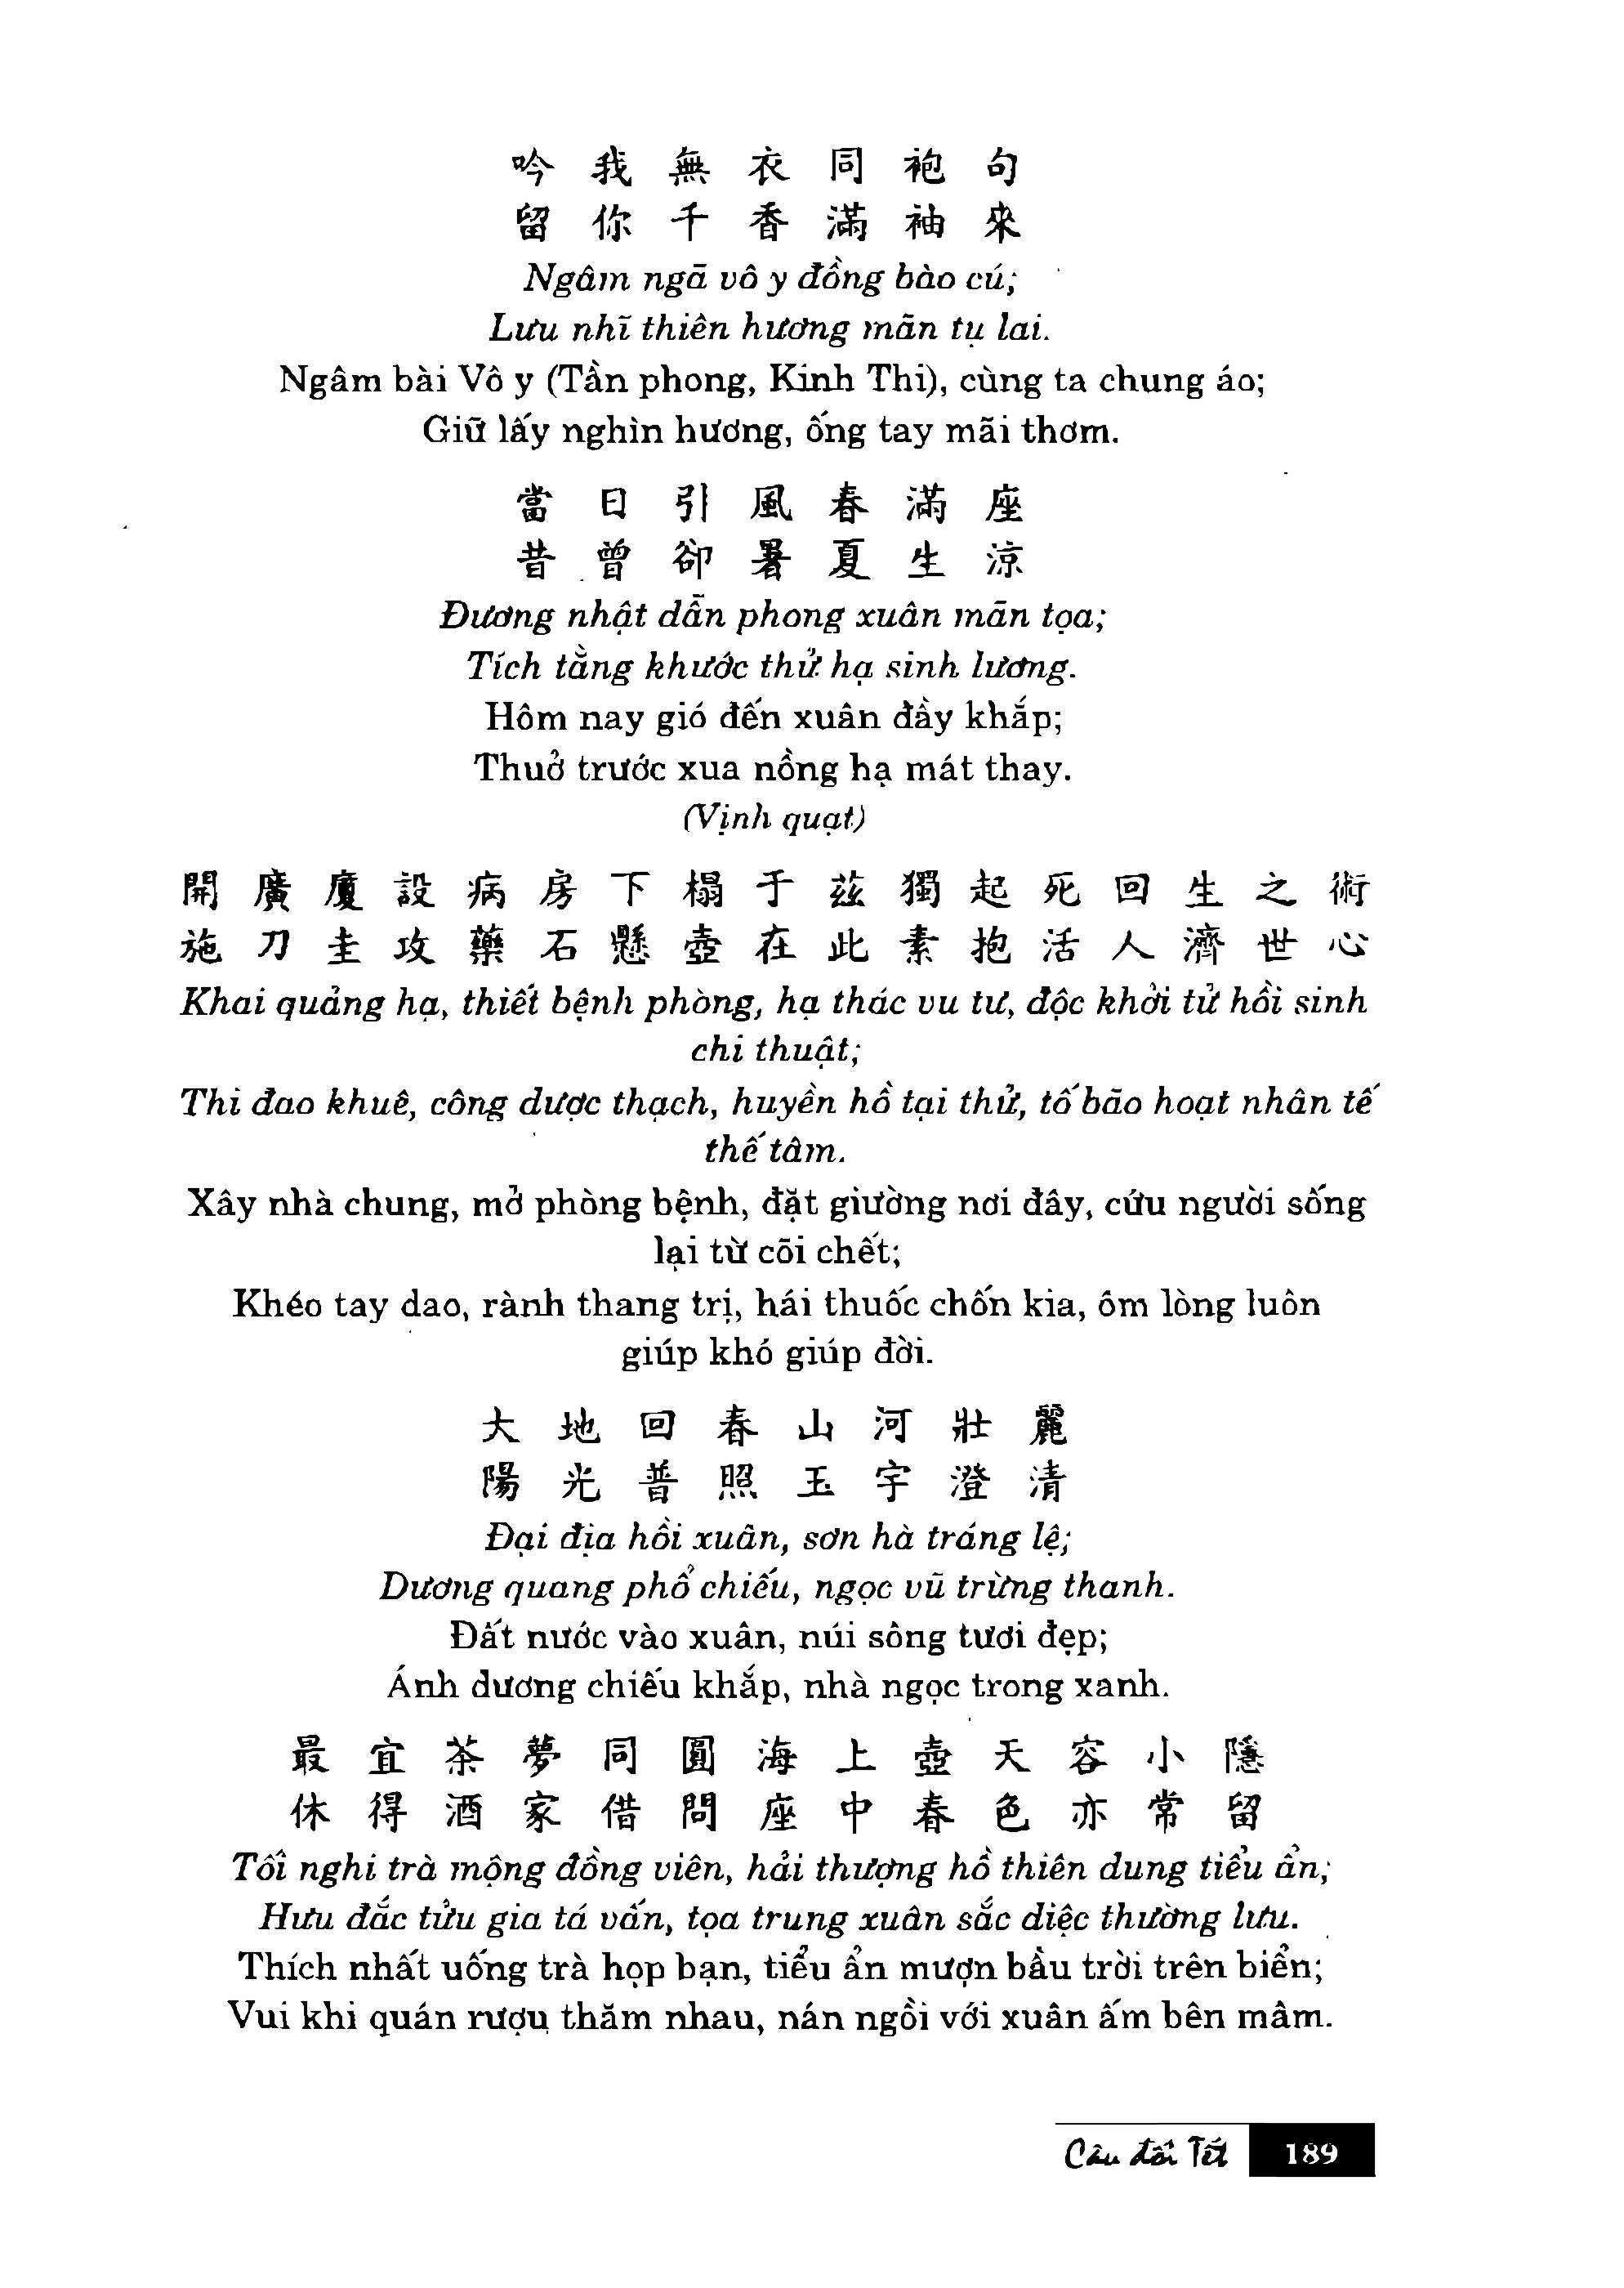 吟我無衣同袍句
留你千香滿袖來
Ngâm ngã vô y đồng bào cú;
Lưu nhĩ thiên hương mãn tụ lai.
Ngâm bài Vô y (Tần phong, Kinh Thi), cùng ta chung áo;
Giữ lấy nghìn hương, ống tay mãi thơm.
當日引風春滿座
昔曾卻暑夏生涼
Đương nhật dẫn phong xuân mãn tọa;
Tích tằng khước thử hạ sinh lương.
Hôm nay gió đến xuân đầy khắp;
Thuở trước xua nồng hạ mát thay.
(Vịnh quạt)
開廣廈設病房下榻于茲獨起死回生之術
施刀圭攻藥石懸壺在此素抱活人濟世心
Khai quảng hạ, thiết bệnh phòng, hạ thác vu tư, độc khởi tử hồi sinh
chi thuật;
Thi đao khuê, công dược thạch, huyền hồ tại thử, tố bão hoạt nhân tế
thế tâm.
Xây nhà chung, mở phòng bệnh, đặt giường nơi đây, cứu người sống
lại từ cõi chết;
Khéo tay dao, rành thang trị, hái thuốc chốn kia, ôm lòng luôn
giúp khó giúp đời.
大地回春山河壯麗
陽光普照玉宇澄清
Đại địa hồi xuân, sơn hà tráng lệ;
Dương quang phổ chiếu, ngọc vũ trừng thanh.
Đất nước vào xuân, núi sông tươi đẹp;
Ánh dương chiếu khắp, nhà ngọc trong xanh.
最宜茶夢同圓海上壺天容小隱
休得酒家借問座中春色亦常留
Tối nghi trà mộng đồng viên, hải thượng hồ thiên dung tiểu ẩn;
Hưu đắc tửu gia tá vấn, tọa trung xuân sắc diệc thường lưu.
Thích nhất uống trà họp bạn, tiểu ẩn mượn bầu trời trên biển;
Vui khi quán rượu thăm nhau, nán ngồi với xuân ấm bên mâm.
Câu đối Tết 189